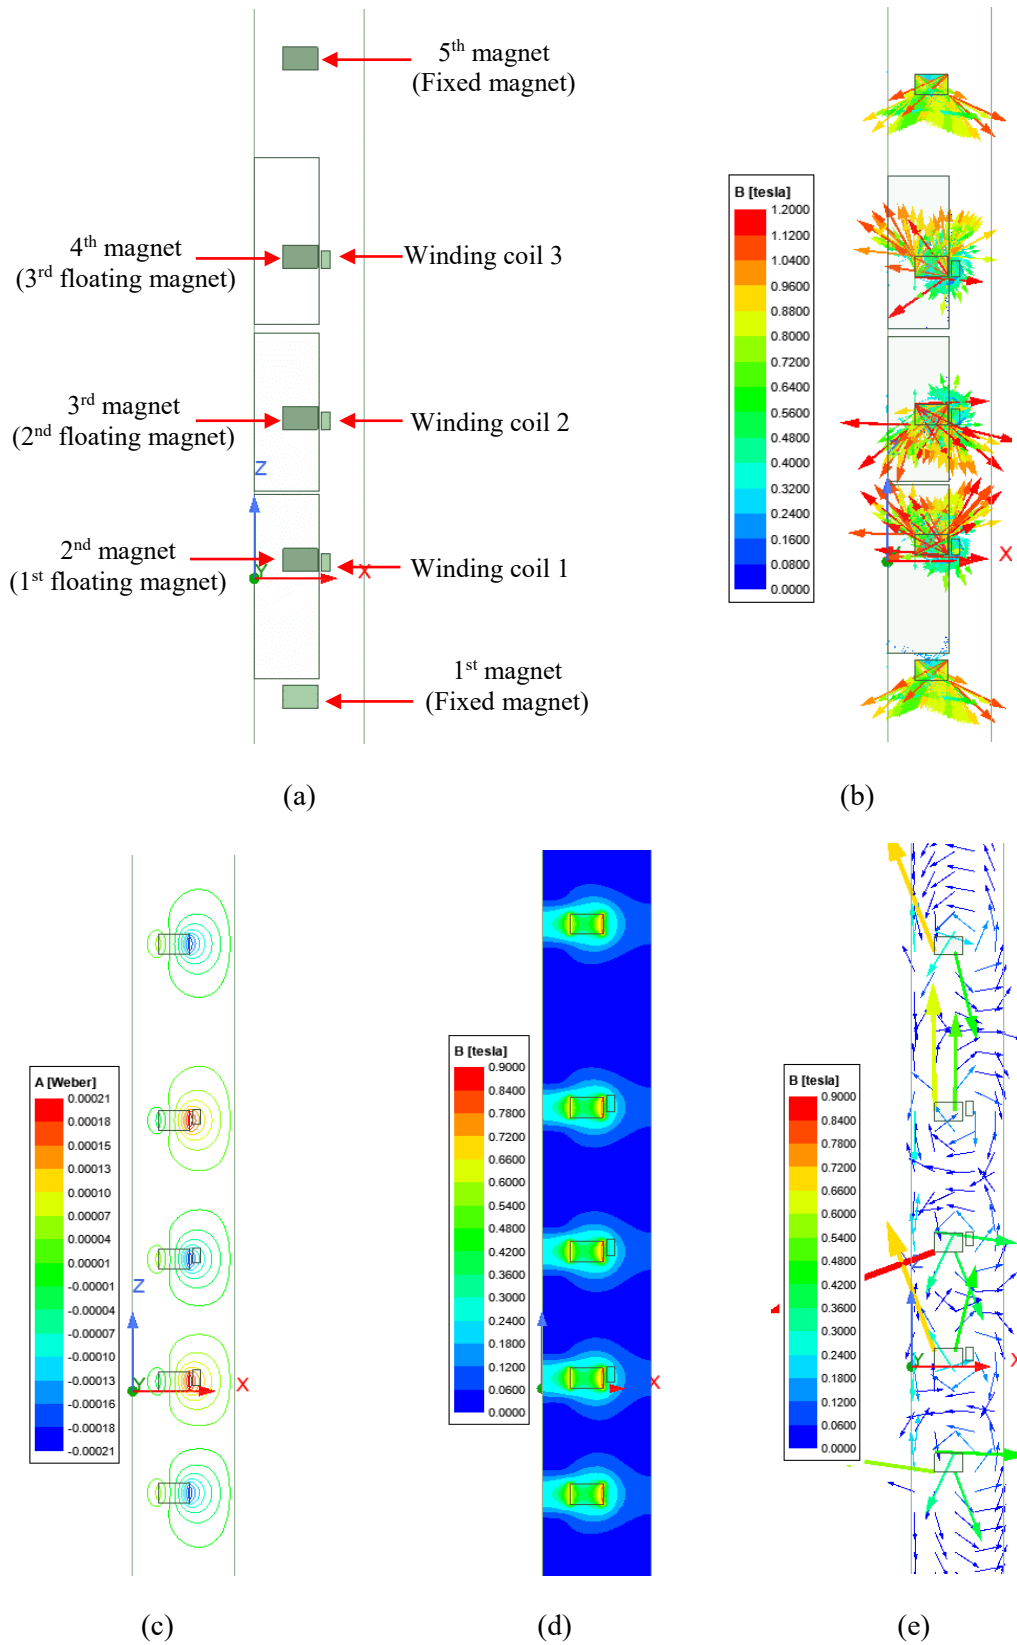 5th magnet
(Fixed magnet)
4th magnet
(3rd floating magnet)
Winding coil 3
3rd magnet
(2nd floating magnet)
Winding coil 2
Z
2nd magnet
(1st floating magnet)
Winding coil 1
Y
X
1st magnet
(Fixed magnet)
(a)
B [tesla]
1.2000
1.1200
1.0400
0.9600
0.8800
0.8000
0.7200
0.6400
0.5600
0.4800
0.4000
0.3200
0.2400
0.1600
0.0800
0.0000
X
(b)
A [Weber]
0.00021
0.00018
0.00015
0.00013
0.00010
0.00007
0.00004
0.00001
-0.00001
-0.00004
-0.00007
-0.00010
-0.00013
-0.00016
-0.00018
-0.00021
Z
Y
X
(c)
B [tesla]
0.9000
0.8400
0.7800
0.7200
0.6600
0.6000
0.5400
0.4800
0.4200
0.3600
0.3000
0.2400
0.1800
0.1200
0.0600
0.0000
X
(d)
B [tesla]
0.9000
0.8400
0.7800
0.7200
0.6600
0.6000
0.5400
0.4800
0.4200
0.3600
0.3000
0.2400
0.1800
0.1200
0.0600
0.0000
Z
Y
X
(e)